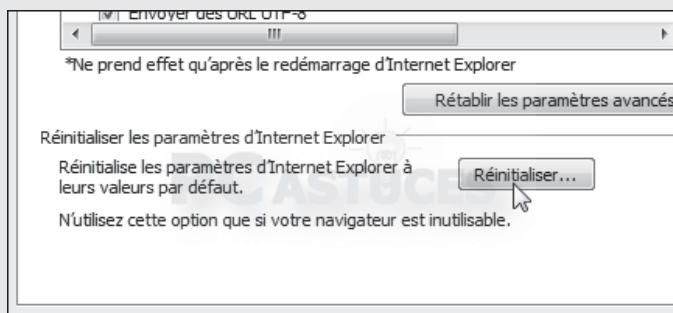 Envoyer des URL UTF-8
*Ne prend effet qu'après le redémarrage d'Internet Explorer
Rétablir les paramètres avancés
Réinitialiser les paramètres d'Internet Explorer
Réinitialise les paramètres d'Internet Explorer à
leurs valeurs par défaut.
Réinitialiser...
N'utilisez cette option que si votre navigateur est inutilisable.
PC ASTUCES